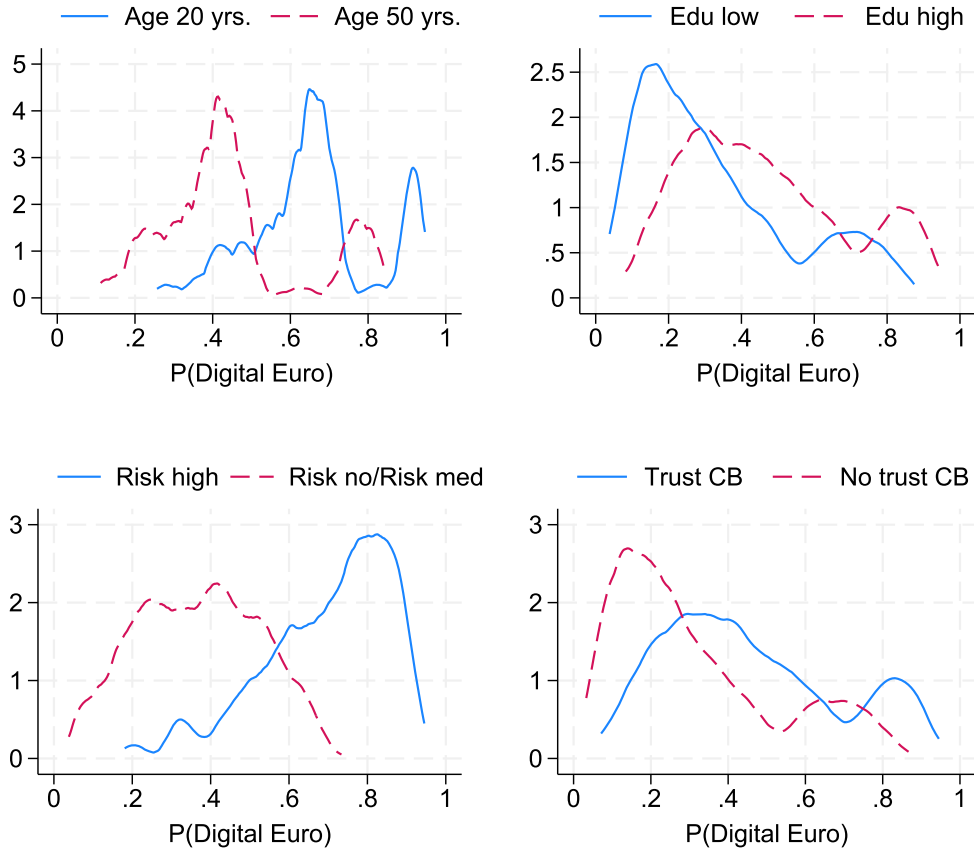 Age 20 yrs. Age 50 yrs.
5
4
3
2
1
0
0 .2 .4 .6 .8 1
P(Digital Euro)
Edu low Edu high
2.5
2
1.5
1
.5
0
0 .2 .4 .6 .8 1
P(Digital Euro)
Risk high Risk no/Risk med
3
2
1
0
0 .2 .4 .6 .8 1
P(Digital Euro)
Trust CB No trust CB
3
2
1
0
0 .2 .4 .6 .8 1
P(Digital Euro)